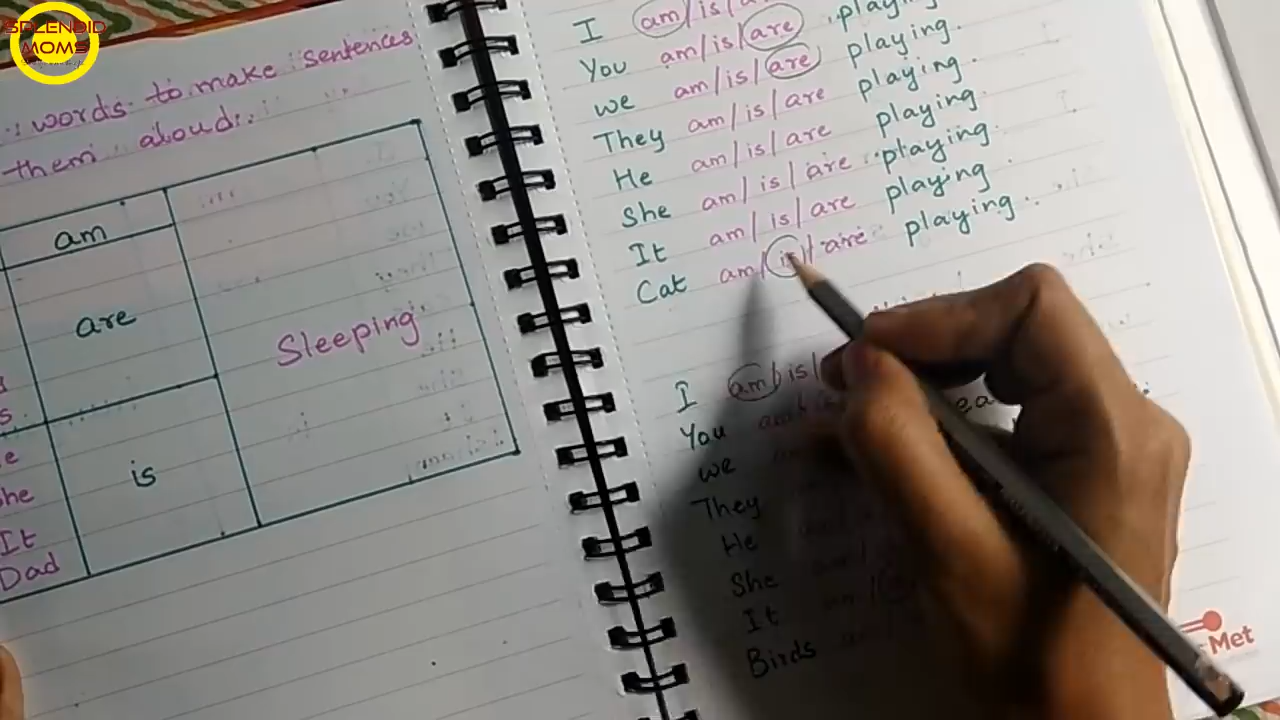 SPLENDID
MOMS
words to make sentences
them aloud:
am
are
Sleeping
is
she
It
Dad
I am/is/
You am/is/are playing
we am/is/are playing.
They am/is/are playing.
He am/is/are playing.
She am/is/are playing.
It am/is/are playing
Cat am/is/are playing.
I am/is/
You
we
They
He
She
It
Birds
Met